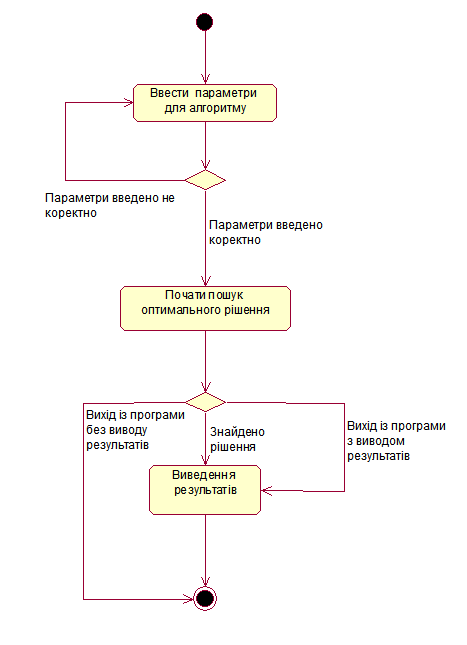 Ввести параметри
для алгоритму
Параметри введено не
коректно
Параметри введено
коректно
Почати пошук
оптимального рішення
Вихід із програми
без виводу
результатів
Знайдено
рішення
Вихід із програми
з виводом
результатів
Виведення
результатів